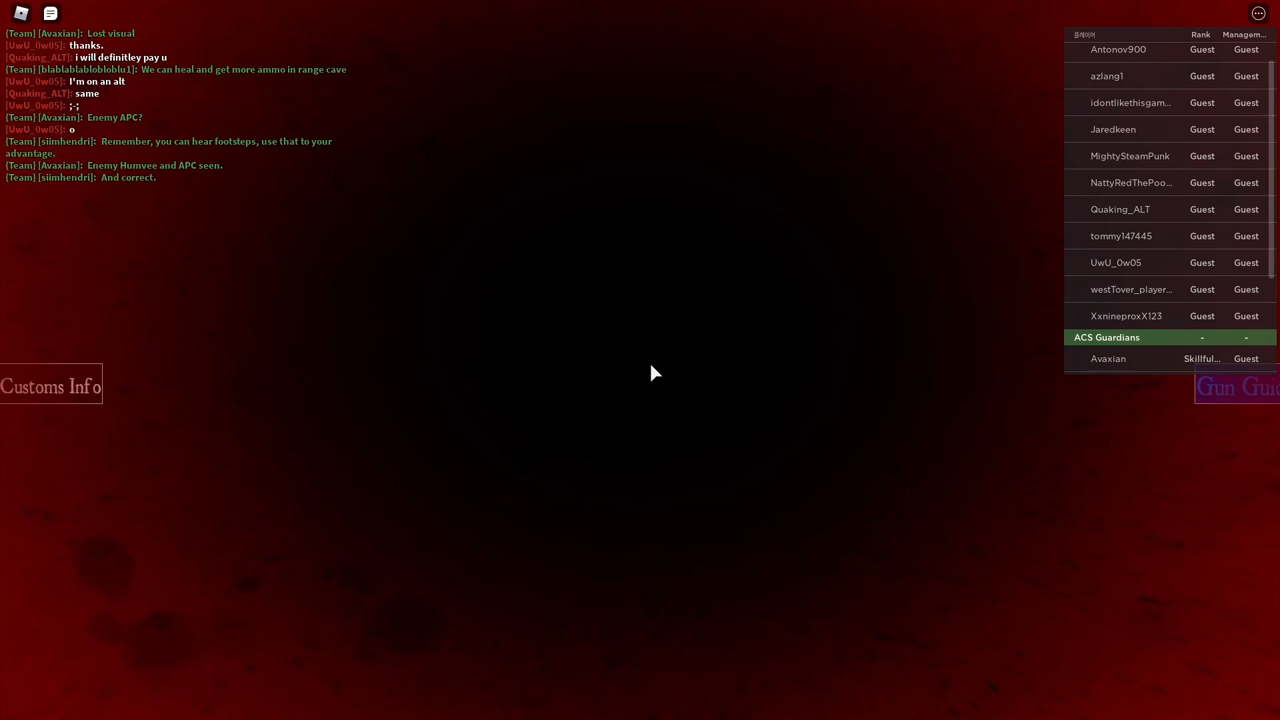 {Team} [Avaxian]: Lost visual
[UwU_0w05]: thanks.
[Quaking_ALT]: i will definitley pay u
{Team} [blablablablobloblu1]: We can heal and get more ammo in range cave
[UwU_0w05]: I'm on an alt
[Quaking_ALT]: same
[UwU_0w05]: ;-;
{Team} [Avaxian]: Enemy APC?
[UwU_0w05]: o
{Team} [siimhendri]: Remember, you can hear footsteps, use that to your
advantage.
{Team} [Avaxian]: Enemy Humvee and APC seen.
{Team} [siimhendri]: And correct.
플레이어 Rank Managem...
Antonov900 Guest Guest
azlang1 Guest Guest
idontlikethisgam... Guest Guest
Jaredkeen Guest Guest
MightySteamPunk Guest Guest
NattyRedThePoo... Guest Guest
Quaking_ALT Guest Guest
tommy147445 Guest Guest
UwU_0w05 Guest Guest
westTover_player... Guest Guest
XxnineproxX123 Guest Guest
ACS Guardians - -
Avaxian Skillful... Guest
Customs Info
Gun Guid